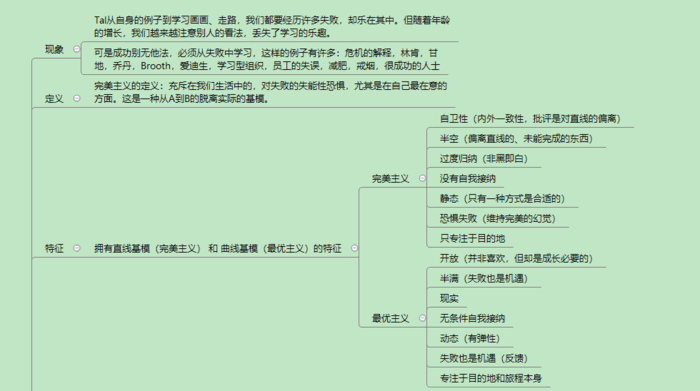 现象
Tal从自身的例子到学习画画、走路，我们都要经历许多失败，却乐在其中。但随着年龄
的增长，我们越来越注意别人的看法，丢失了学习的乐趣。
可是成功别无他法，必须从失败中学习，这样的例子有许多：危机的解释，林肯，甘
地，乔丹，Brooth，爱迪生，学习型组织，员工的失误，减肥，戒烟，很成功的人士
定义
完美主义的定义：充斥在我们生活中的，对失败的失能性恐惧，尤其是在自己最在意的
方面。这是一种从A到B的脱离实际的基模。
特征
拥有直线基模（完美主义） 和 曲线基模（最优主义）的特征
完美主义
自卫性（内外一致性，批评是对直线的偏离）
半空（偏离直线的、未能完成的东西）
过度归纳（非黑即白）
没有自我接纳
静态（只有一种方式是合适的）
恐惧失败（维持完美的幻觉）
只专注于目的地
最优主义
开放（并非喜欢，但却是成长必要的）
半满（失败也是机遇）
现实
无条件自我接纳
动态（有弹性）
失败也是机遇（反馈）
专注于目的地和旅程本身